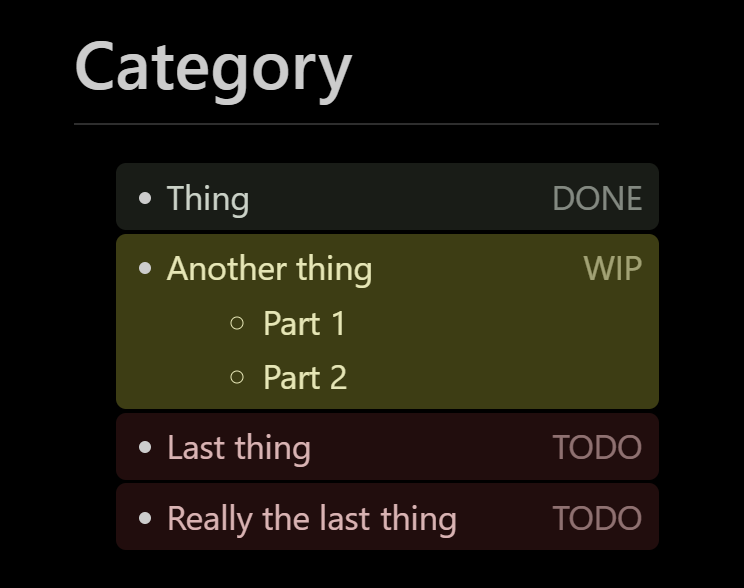 Category
Thing DONE
Another thing WIP
Part 1
Part 2
Last thing TODO
Really the last thing TODO